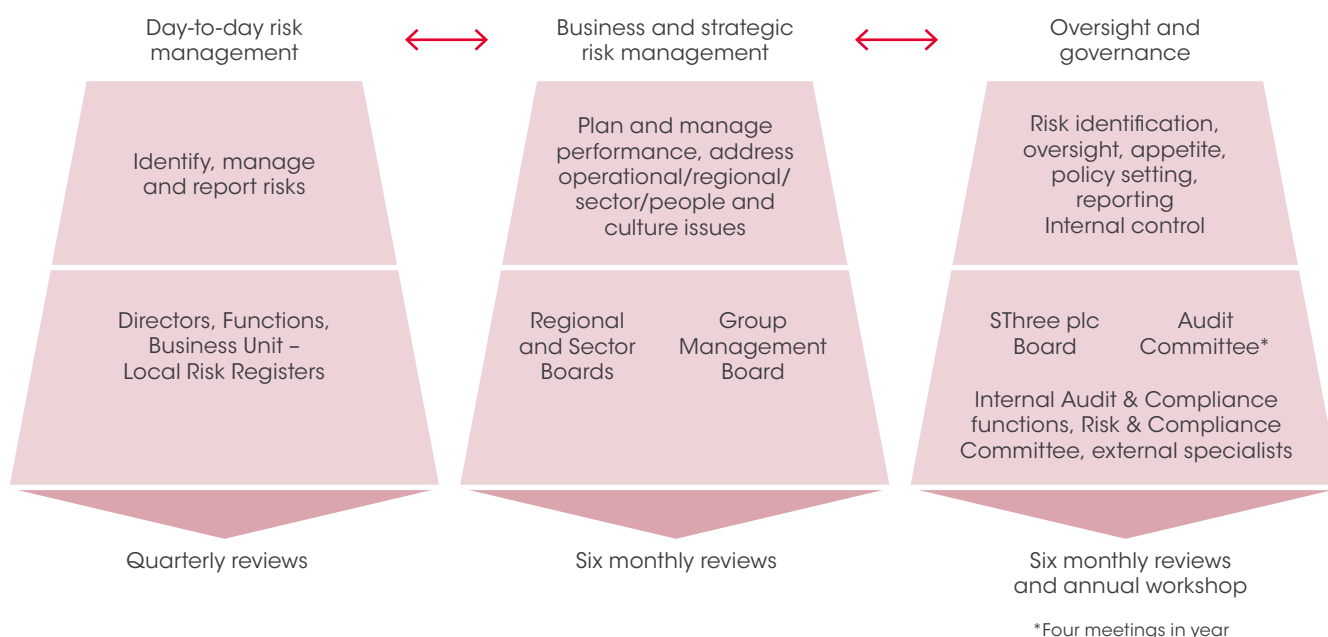 Day-to-day risk
management
Business and strategic
risk management
Oversight and
governance
Identify, manage
and report risks
Plan and manage
performance, address
operational/regional/
sector/people and
culture issues
Risk identification,
oversight, appetite,
policy setting,
reporting
Internal control
Directors, Functions,
Business Unit –
Local Risk Registers
Regional
and Sector
Boards
Group
Management
Board
SThree plc
Board
Audit
Committee*
Internal Audit & Compliance
functions, Risk & Compliance
Committee, external specialists
Quarterly reviews
Six monthly reviews
Six monthly reviews
and annual workshop
*Four meetings in year